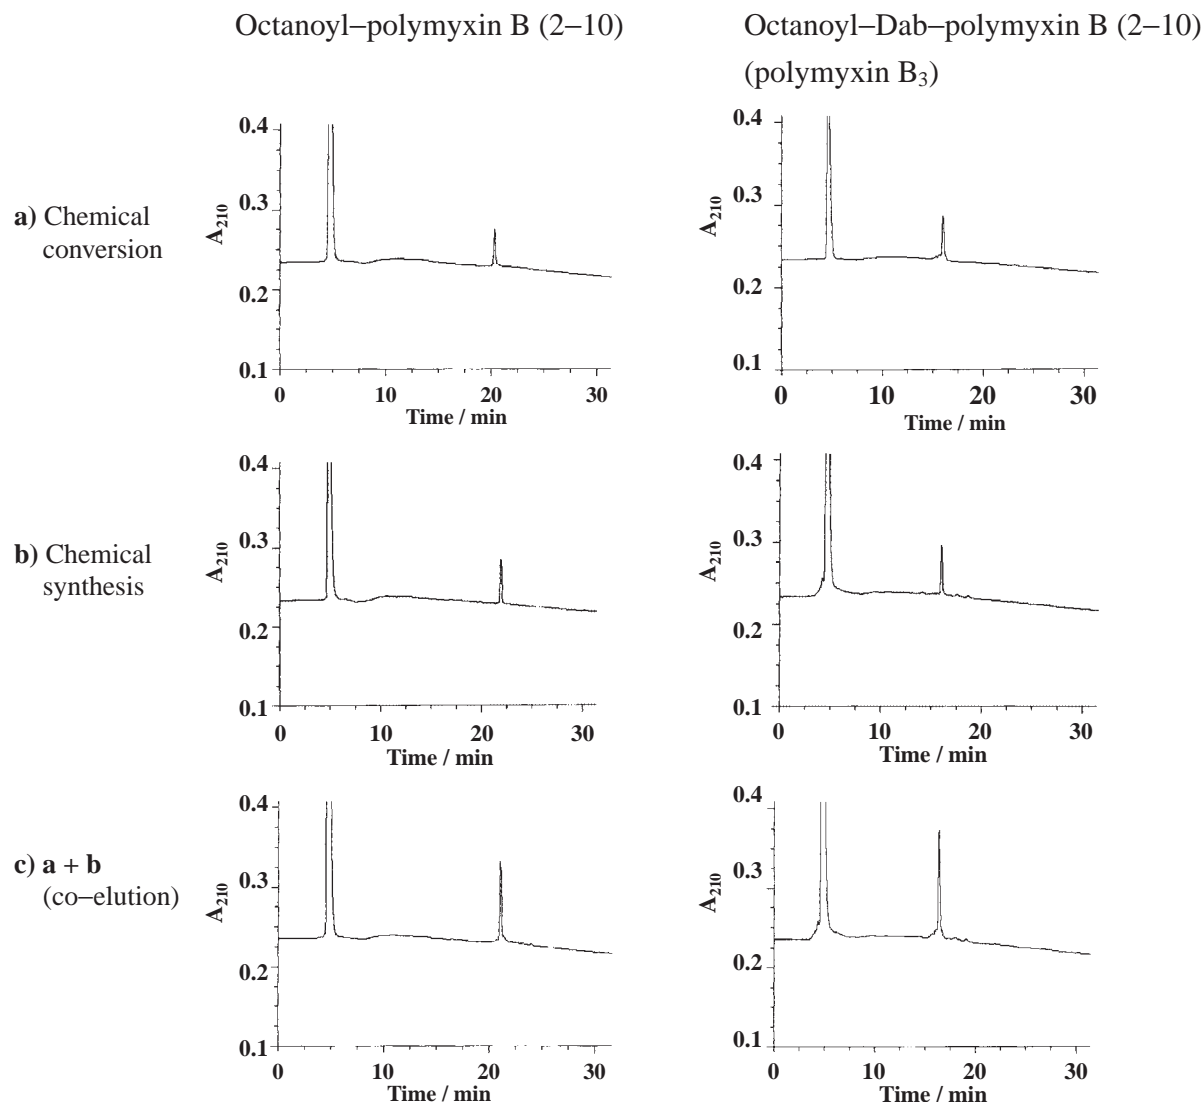 Octanoyl–polymyxin B (2–10)
Octanoyl–Dab–polymyxin B (2–10)
(polymyxin B₃)
a) Chemical
conversion
0.4
0.3
0.2
0.1
A₂₁₀
0 10 20 30
Time / min
0.4
0.3
0.2
0.1
A₂₁₀
0 10 20 30
Time / min
b) Chemical
synthesis
0.4
0.3
0.2
0.1
A₂₁₀
0 10 20 30
Time / min
0.4
0.3
0.2
0.1
A₂₁₀
0 10 20 30
Time / min
c) a + b
(co–elution)
0.4
0.3
0.2
0.1
A₂₁₀
0 10 20 30
Time / min
0.4
0.3
0.2
0.1
A₂₁₀
0 10 20 30
Time / min